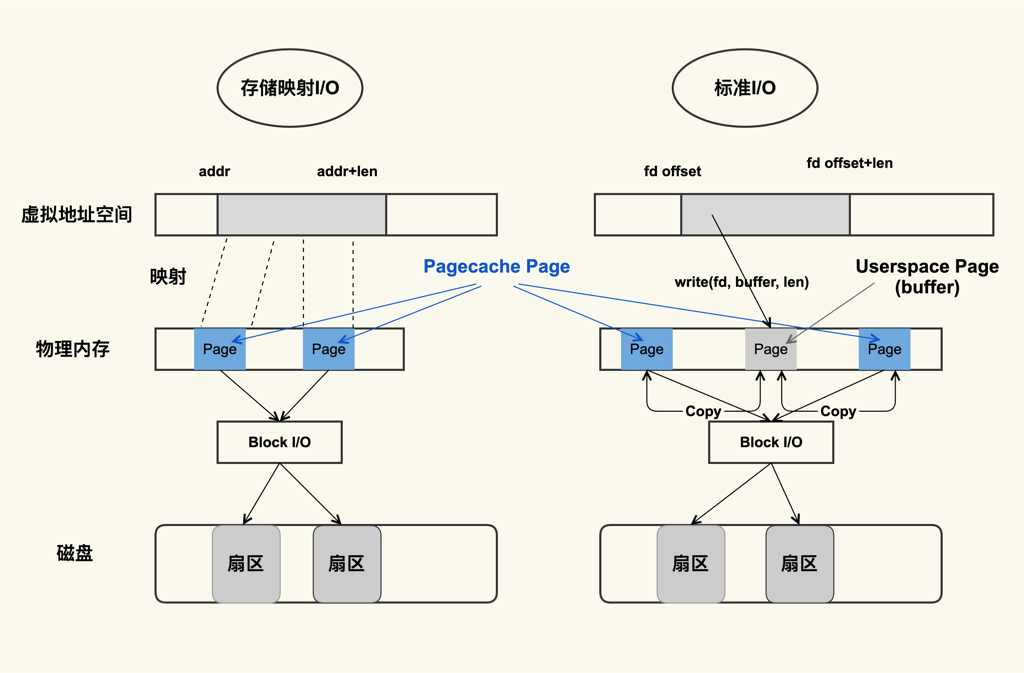 存储映射I/O
标准I/O
addr
addr+len
fd offset
fd offset+len
虚拟地址空间
映射
Pagecache Page
write(fd, buffer, len)
Userspace Page
(buffer)
物理内存
Page
Page
Page
Page
Page
Copy
Copy
Block I/O
Block I/O
磁盘
扇区
扇区
扇区
扇区